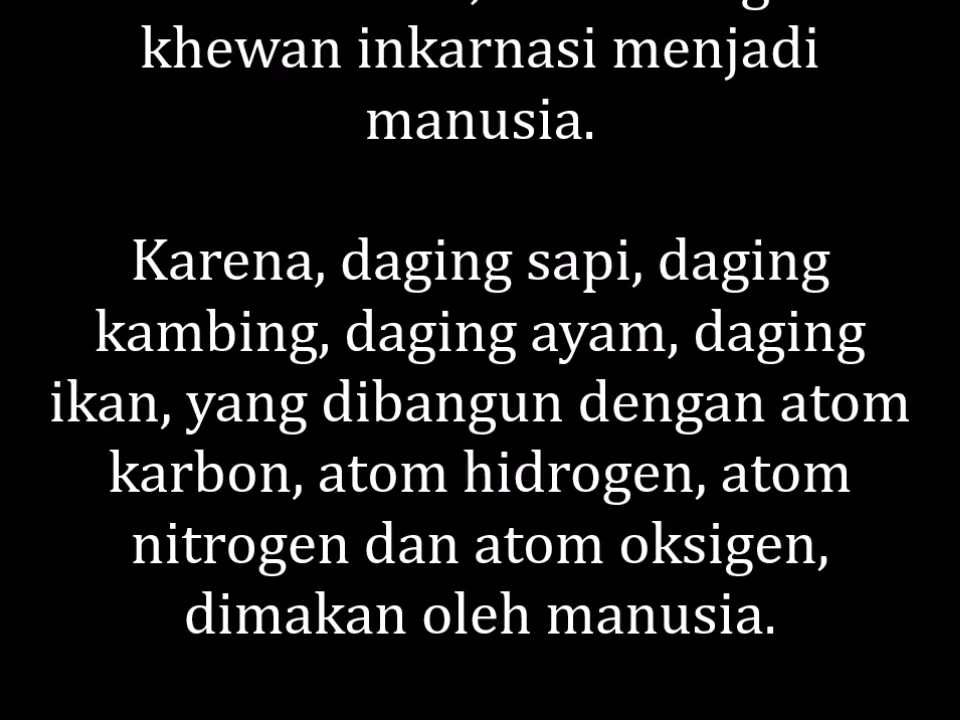 khewan inkarnasi menjadi
manusia.
Karena, daging sapi, daging
kambing, daging ayam, daging
ikan, yang dibangun dengan atom
karbon, atom hidrogen, atom
nitrogen dan atom oksigen,
dimakan oleh manusia.